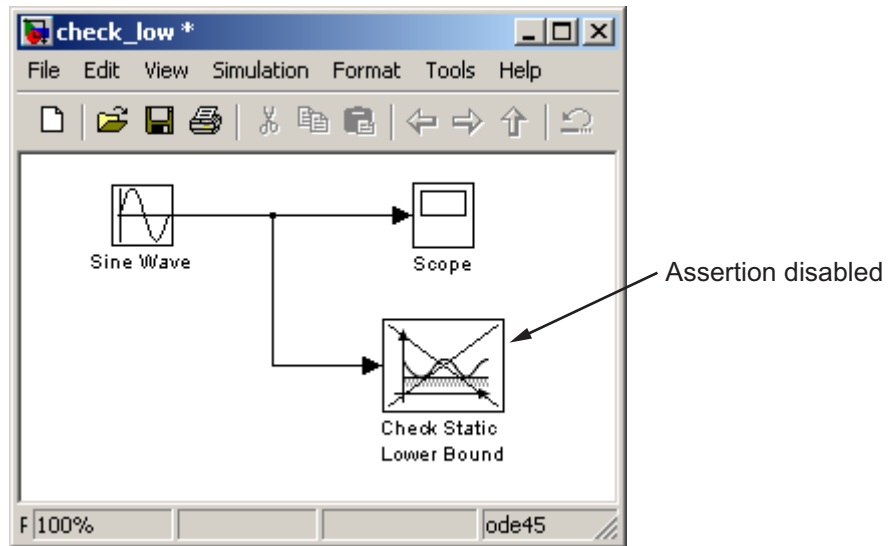 check_low *
File Edit View Simulation Format Tools Help
Sine Wave
Scope
Assertion disabled
Check Static
Lower Bound
F 100% ode45